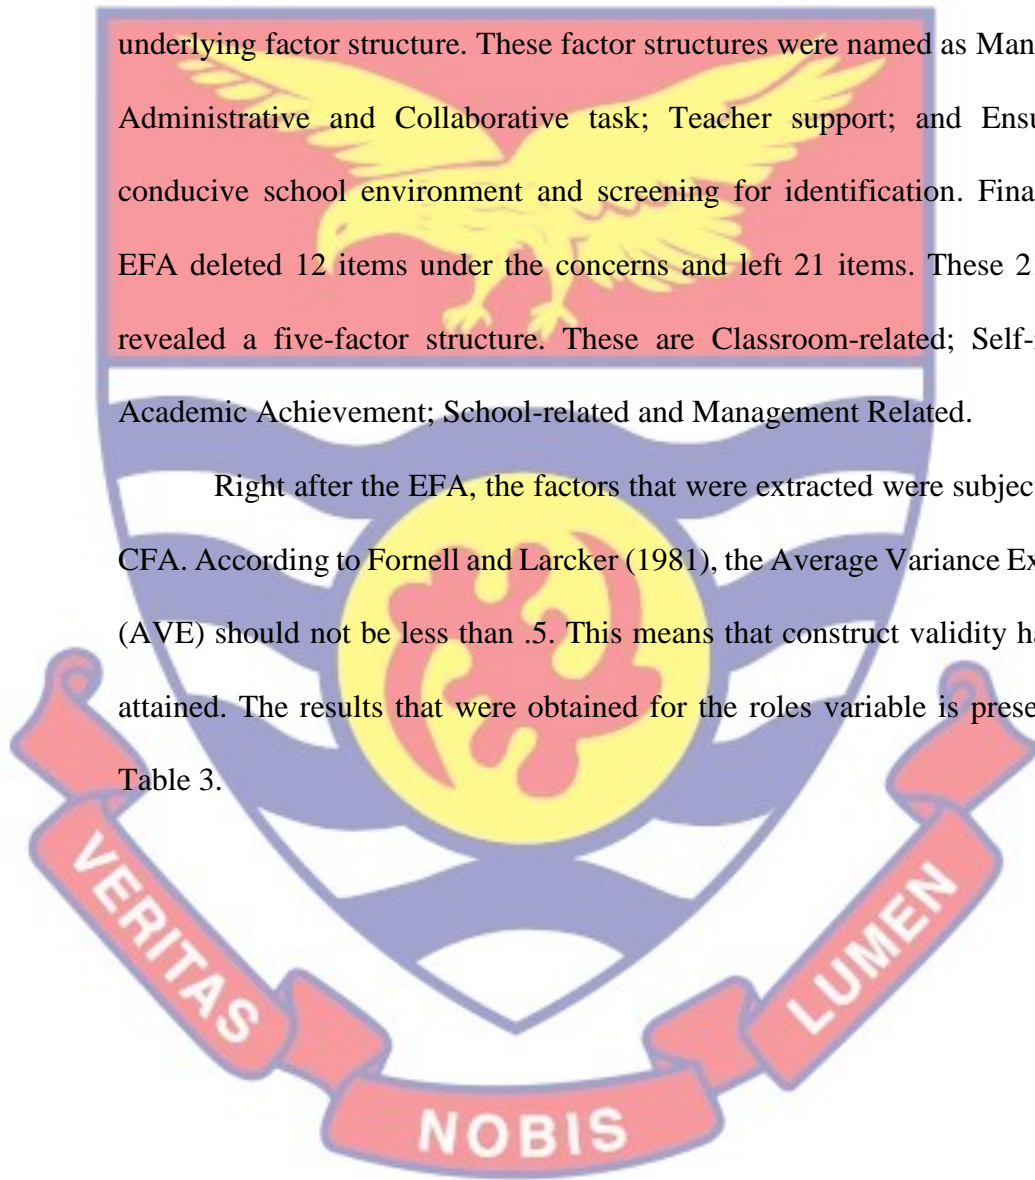 underlying factor structure. These factor structures were named as Man
Administrative and Collaborative task; Teacher support; and Ensu
conducive school environment and screening for identification. Fina
EFA deleted 12 items under the concerns and left 21 items. These 2
revealed a five-factor structure. These are Classroom-related; Self-
Academic Achievement; School-related and Management Related.
Right after the EFA, the factors that were extracted were subjec
CFA. According to Fornell and Larcker (1981), the Average Variance Ex
(AVE) should not be less than .5. This means that construct validity ha
attained. The results that were obtained for the roles variable is prese
Table 3.
VERITAS
NOBIS
LUMEN